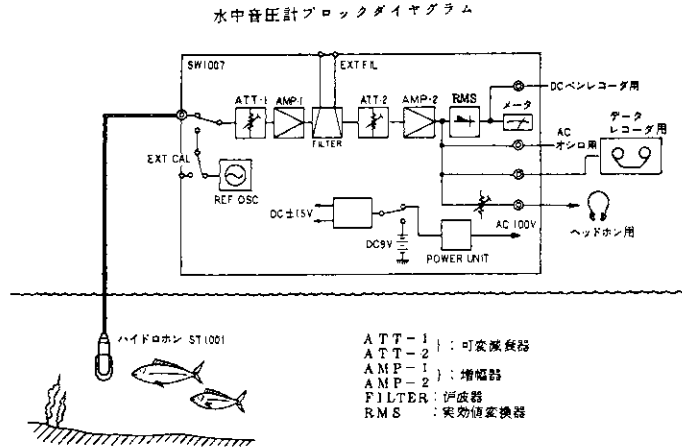 水中音圧計ブロックダイヤグラム
SW1007
EXT FIL
ATT-1
AMP-1
FILTER
ATT-2
AMP-2
RMS
メータ
DCペンレコーダ用
AC
オシロ用
データ
レコーダ用
EXT CAL
REF OSC
DC±15V
DC9V
POWER UNIT
AC 100V
ヘッドホン用
ハイドロホン ST1001
ATT-1
ATT-2 }:可変減衰器
AMP-1
AMP-2 }:増幅器
FILTER:沪波器
RMS :実効値変換器